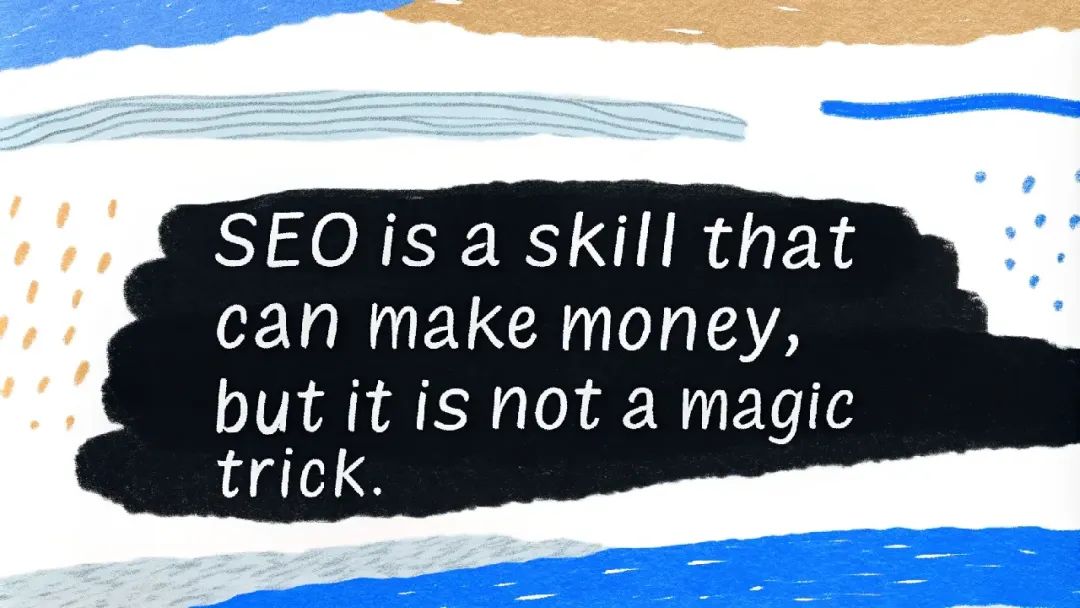 SEO is a skill that
can make money,
but it is not a magic
trick.